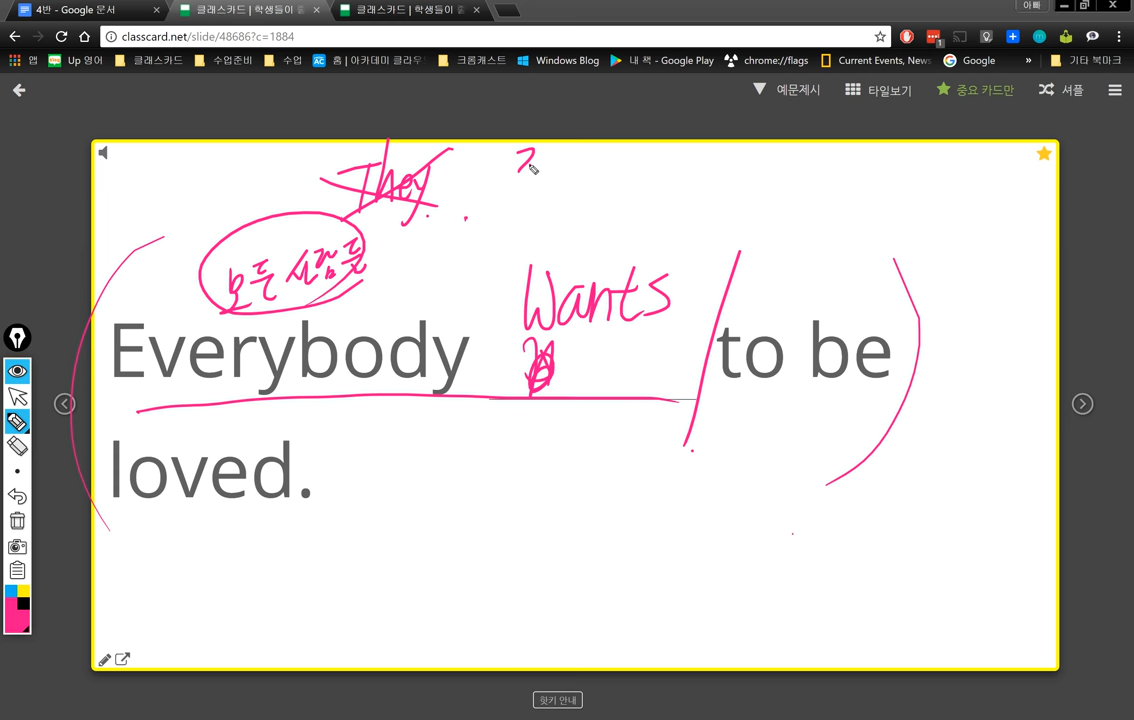 4반 - Google 문서
클래스카드 | 학생들이
클래스카드 | 학생들이
아빠
classcard.net/slide/48686?c=1884
1
앱 Up 영어 클래스카드 수업준비 수업 홈 | 아카데미 클라우 크롬캐스트 Windows Blog 내 책 - Google Play chrome://flags Current Events, News Google » 기타 북마크
예문제시 타일보기 중요 카드만 셔플
They
모든 사람들
Wants
Everybody to be
loved.
핫키 안내